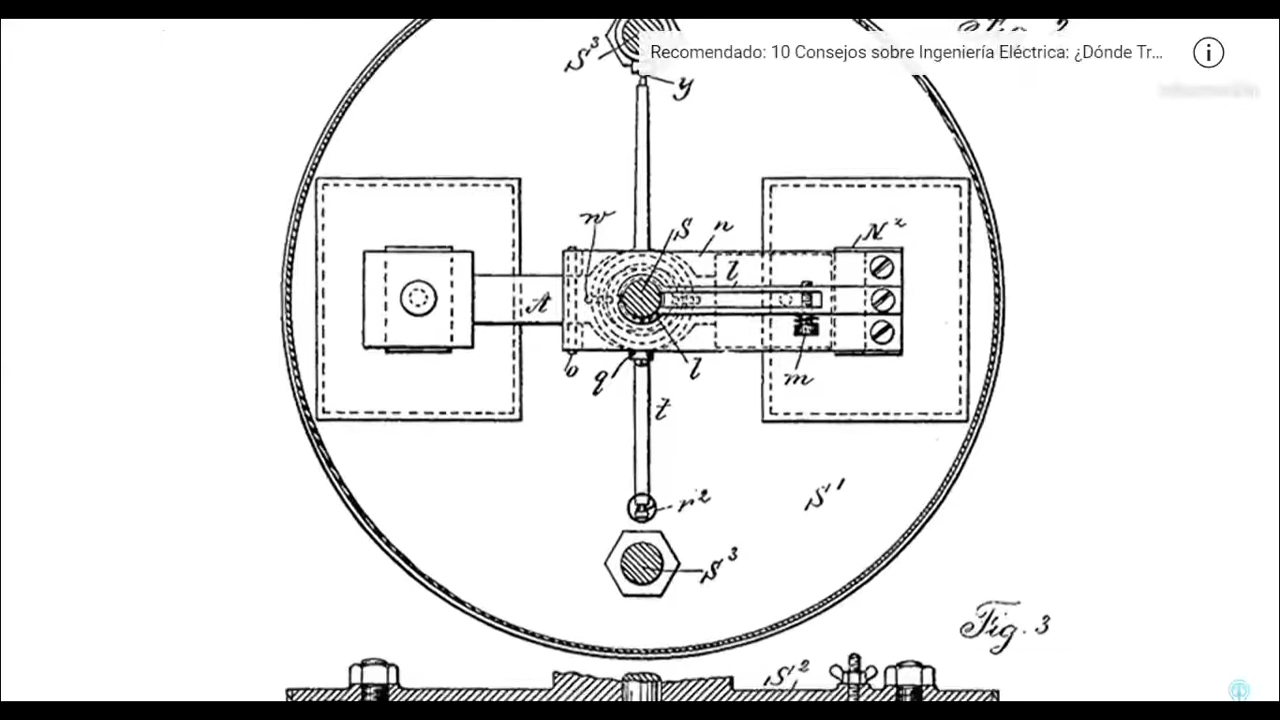 S³
Recomendado: 10 Consejos sobre Ingeniería Eléctrica: ¿Dónde Tr...
y
w
S
n
N²
l
A
o
q
l
m
t
S¹
S³
Fig. 3
S²